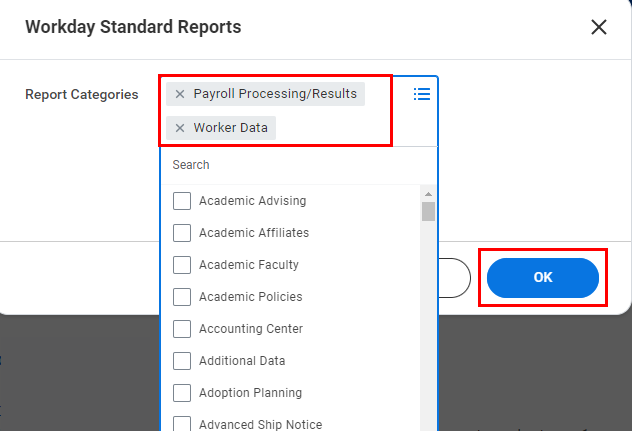 Workday Standard Reports
Report Categories
Payroll Processing/Results
Worker Data
Search
Academic Advising
Academic Affiliates
Academic Faculty
Academic Policies
OK
Accounting Center
Additional Data
Adoption Planning
Advanced Ship Notice